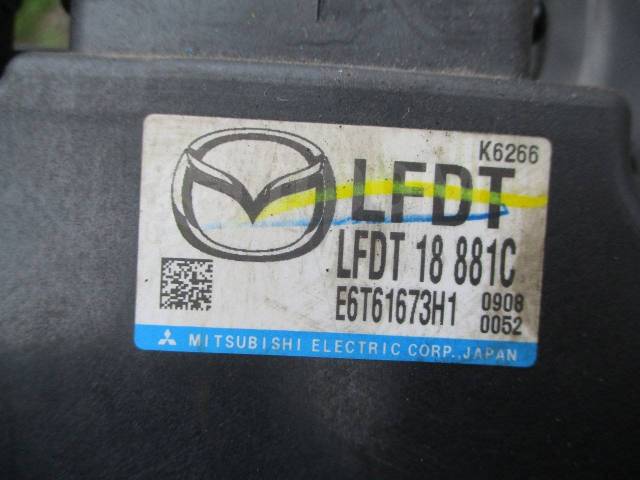 K6266
LFDT
LFDT 18 881C
E6T61673H1 0908
0052
MITSUBISHI ELECTRIC CORP., JAPAN